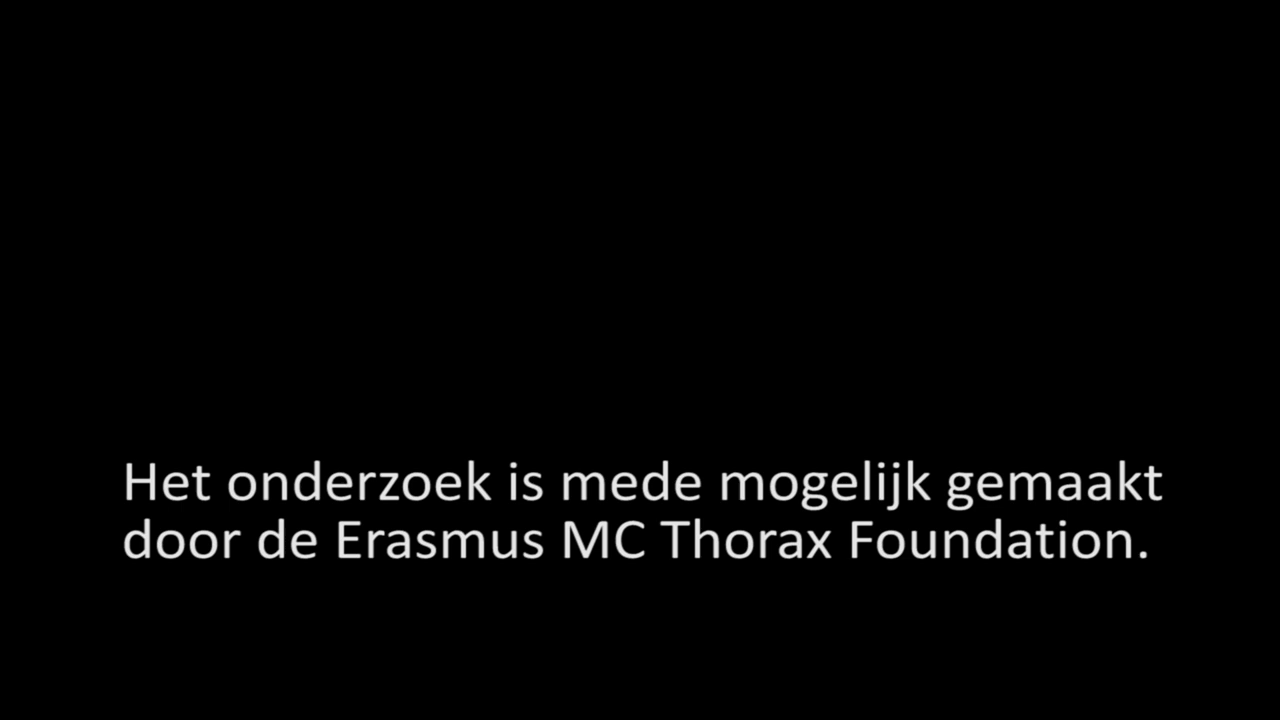 Het onderzoek is mede mogelijk gemaakt
door de Erasmus MC Thorax Foundation.